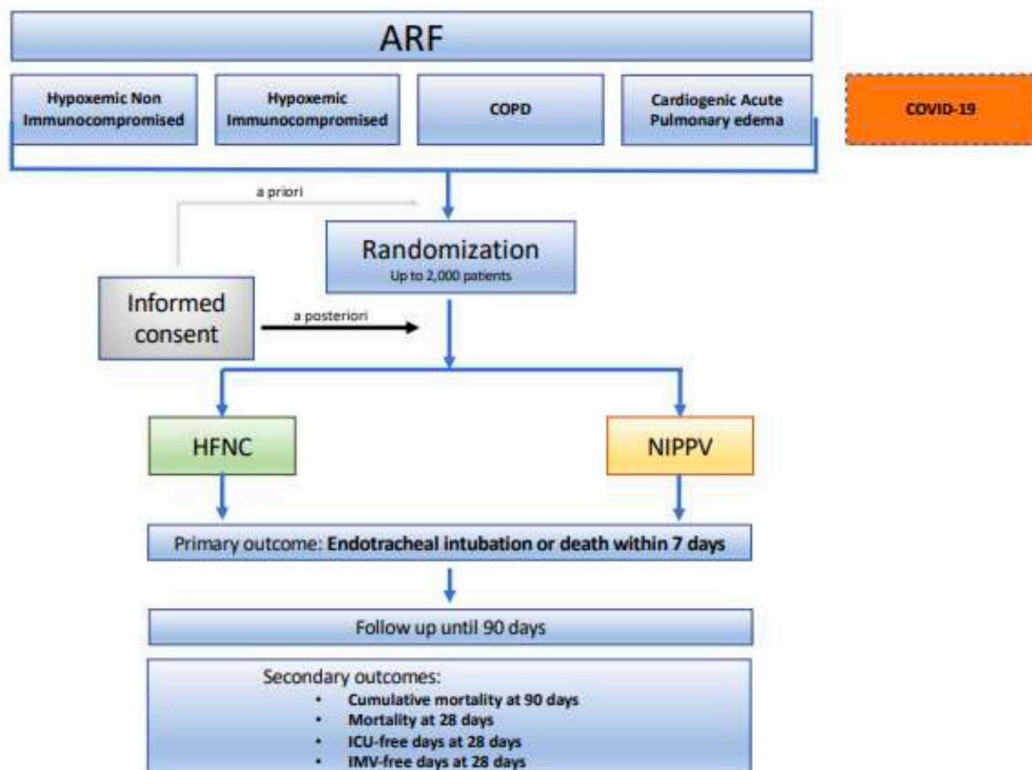 ARF
Hypoxemic Non
Immunocompromised
Hypoxemic
Immunocompromised
COPD
Cardiogenic Acute
Pulmonary edema
COVID-19
a priori
Randomization
Up to 2,000 patients
Informed
consent
a posteriori
HFNC
NIPPV
Primary outcome: Endotracheal intubation or death within 7 days
Follow up until 90 days
Secondary outcomes:
• Cumulative mortality at 90 days
• Mortality at 28 days
• ICU-free days at 28 days
• IMV-free days at 28 days